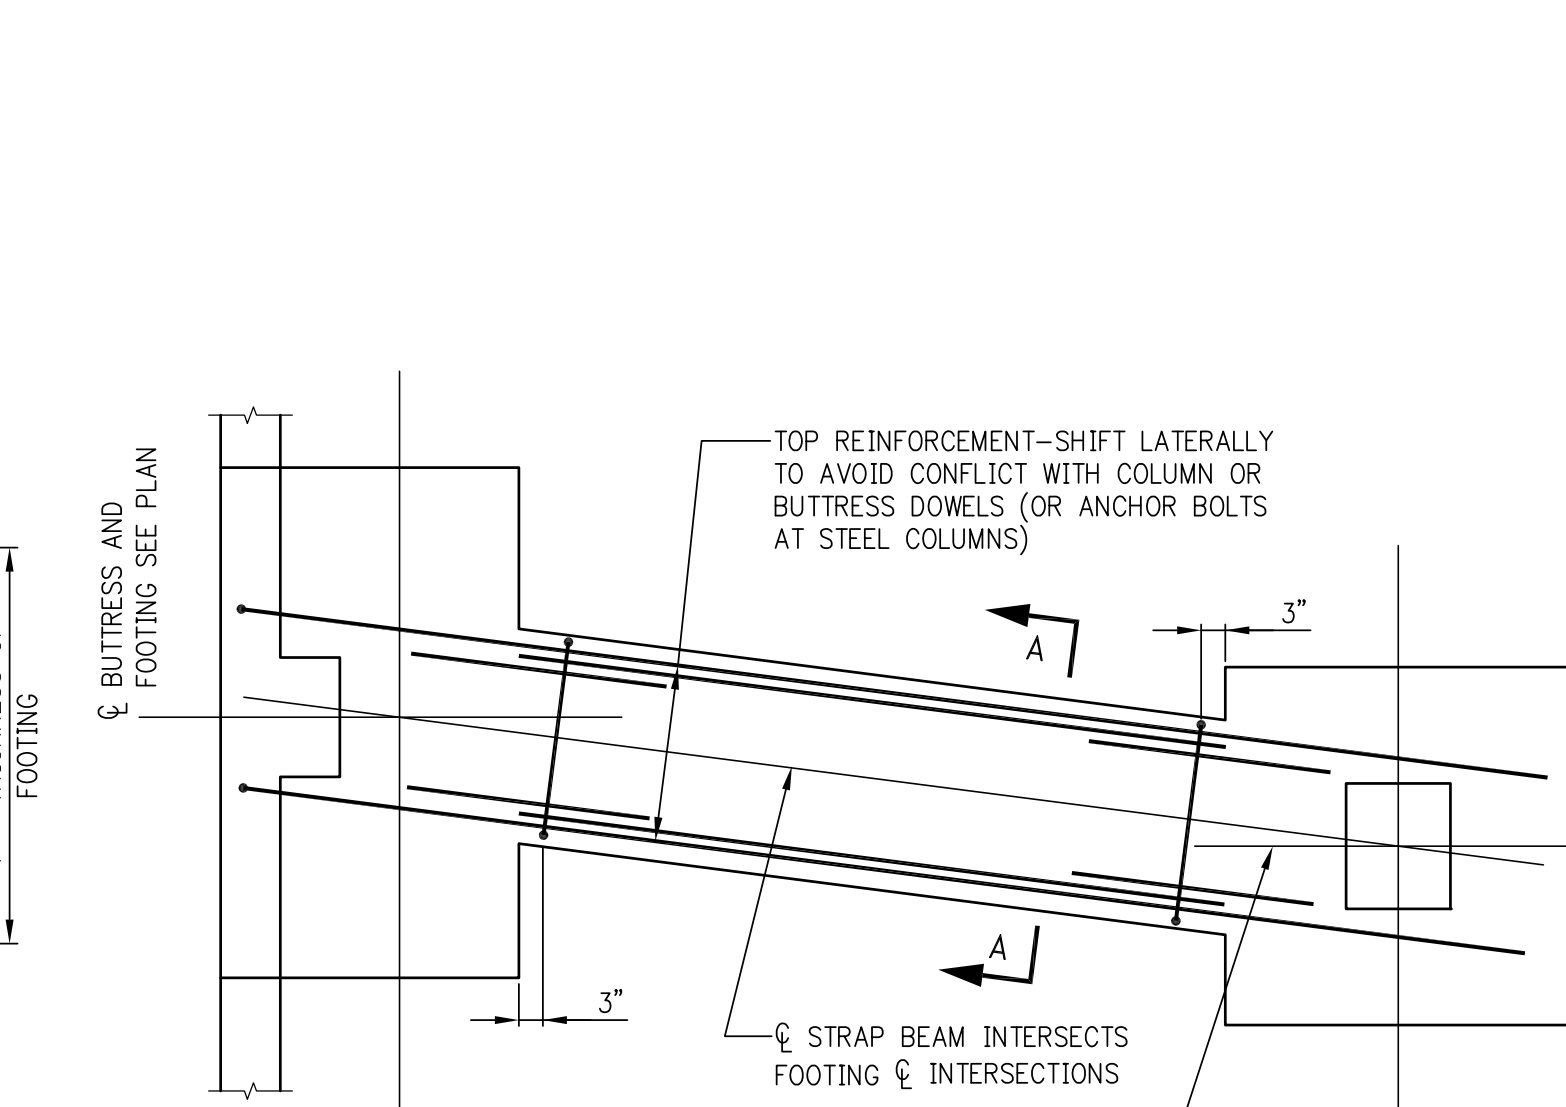 TOP REINFORCEMENT-SHIFT LATERALLY
TO AVOID CONFLICT WITH COLUMN OR
BUTTRESS DOWELS (OR ANCHOR BOLTS
AT STEEL COLUMNS)
℄ BUTTRESS AND
FOOTING SEE PLAN
FOOTING
3"
A
A
3"
℄ STRAP BEAM INTERSECTS
FOOTING ℄ INTERSECTIONS